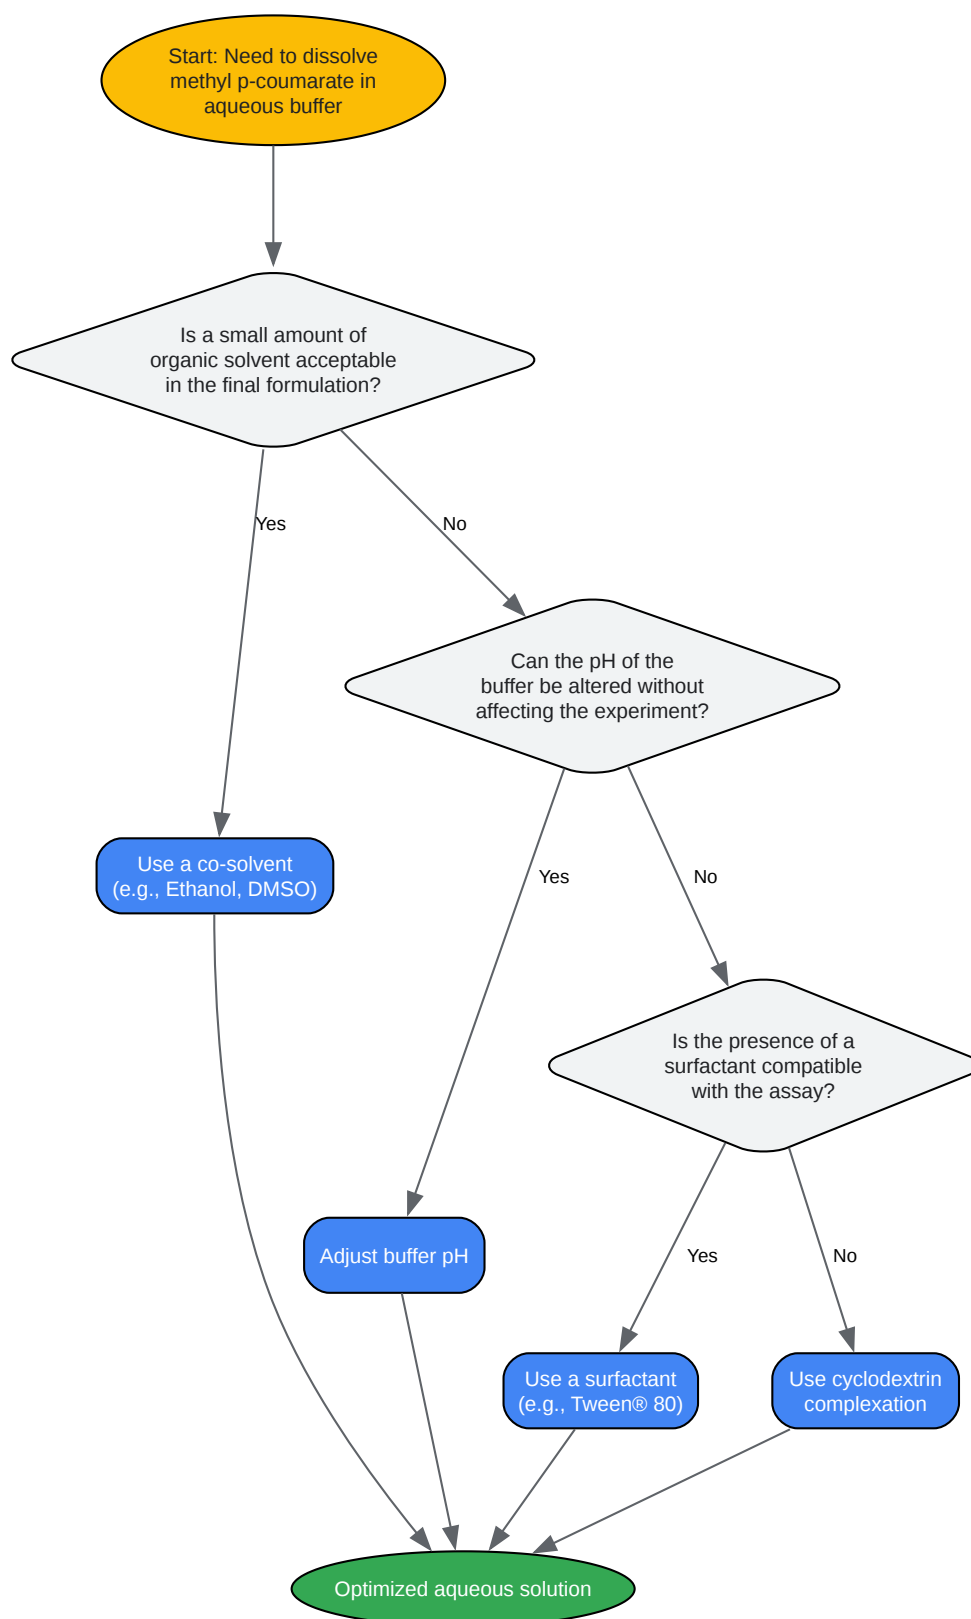 Start: Need to dissolve
methyl p-coumarate in
aqueous buffer
Is a small amount of
organic solvent acceptable
in the final formulation?
Yes
No
Can the pH of the
buffer be altered without
affecting the experiment?
Use a co-solvent
(e.g., Ethanol, DMSO)
Yes
No
Is the presence of a
surfactant compatible
with the assay?
Adjust buffer pH
Yes
No
Use a surfactant
(e.g., Tween® 80)
Use cyclodextrin
complexation
Optimized aqueous solution